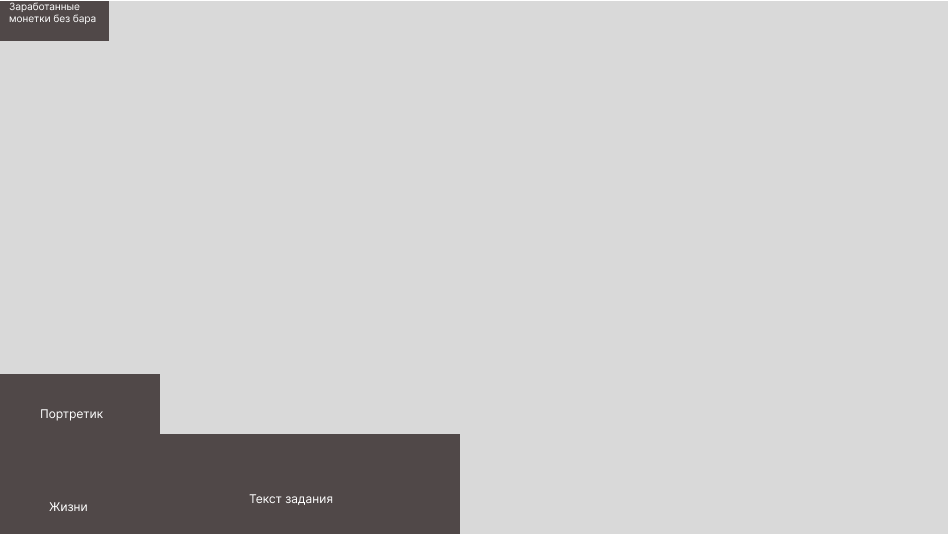 Заработанные
монетки без бара
Портретик
Текст задания
Жизни